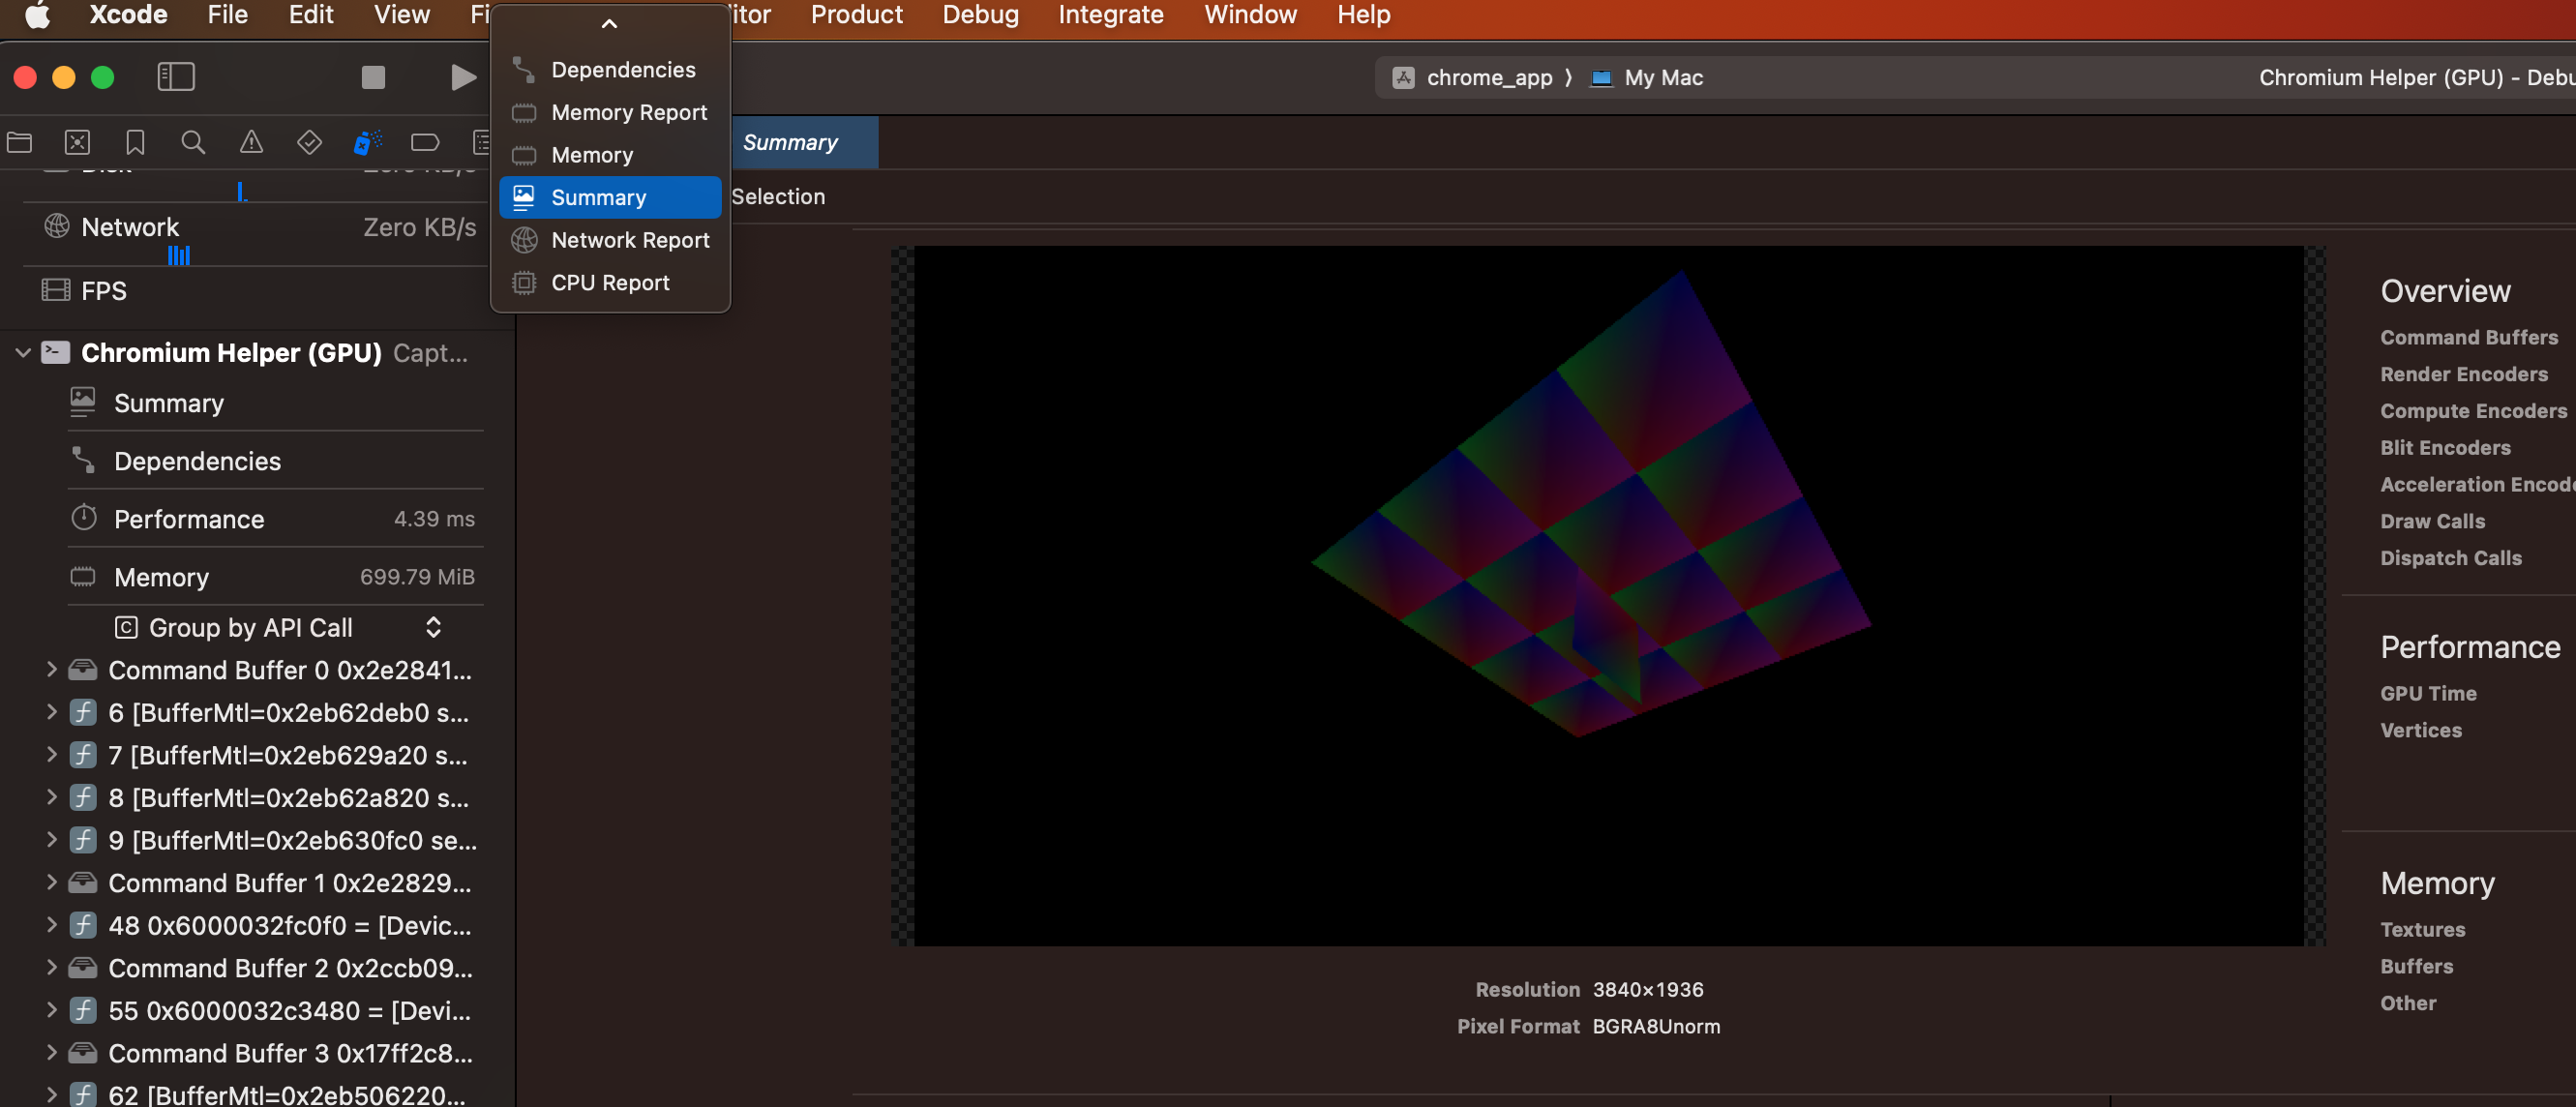 Xcode File Edit View Fi itor Product Debug Integrate Window Help
Dependencies
Memory Report
Memory
Summary
Network Report
CPU Report
chrome_app ⟩ My Mac
Chromium Helper (GPU) - Debu
Summary
Selection
Disk Zero KB/s
Network Zero KB/s
FPS
Chromium Helper (GPU) Capt...
Summary
Dependencies
Performance 4.39 ms
Memory 699.79 MiB
Group by API Call
Command Buffer 0 0x2e2841...
6 [BufferMtl=0x2eb62deb0 s...
7 [BufferMtl=0x2eb629a20 s...
8 [BufferMtl=0x2eb62a820 s...
9 [BufferMtl=0x2eb630fc0 se...
Command Buffer 1 0x2e2829...
48 0x6000032fc0f0 = [Devic...
Command Buffer 2 0x2ccb09...
55 0x6000032c3480 = [Devi...
Command Buffer 3 0x17ff2c8...
62 [BufferMtl=0x2eb506220...
Resolution 3840×1936
Pixel Format BGRA8Unorm
Overview
Command Buffers
Render Encoders
Compute Encoders
Blit Encoders
Acceleration Encode
Draw Calls
Dispatch Calls
Performance
GPU Time
Vertices
Memory
Textures
Buffers
Other